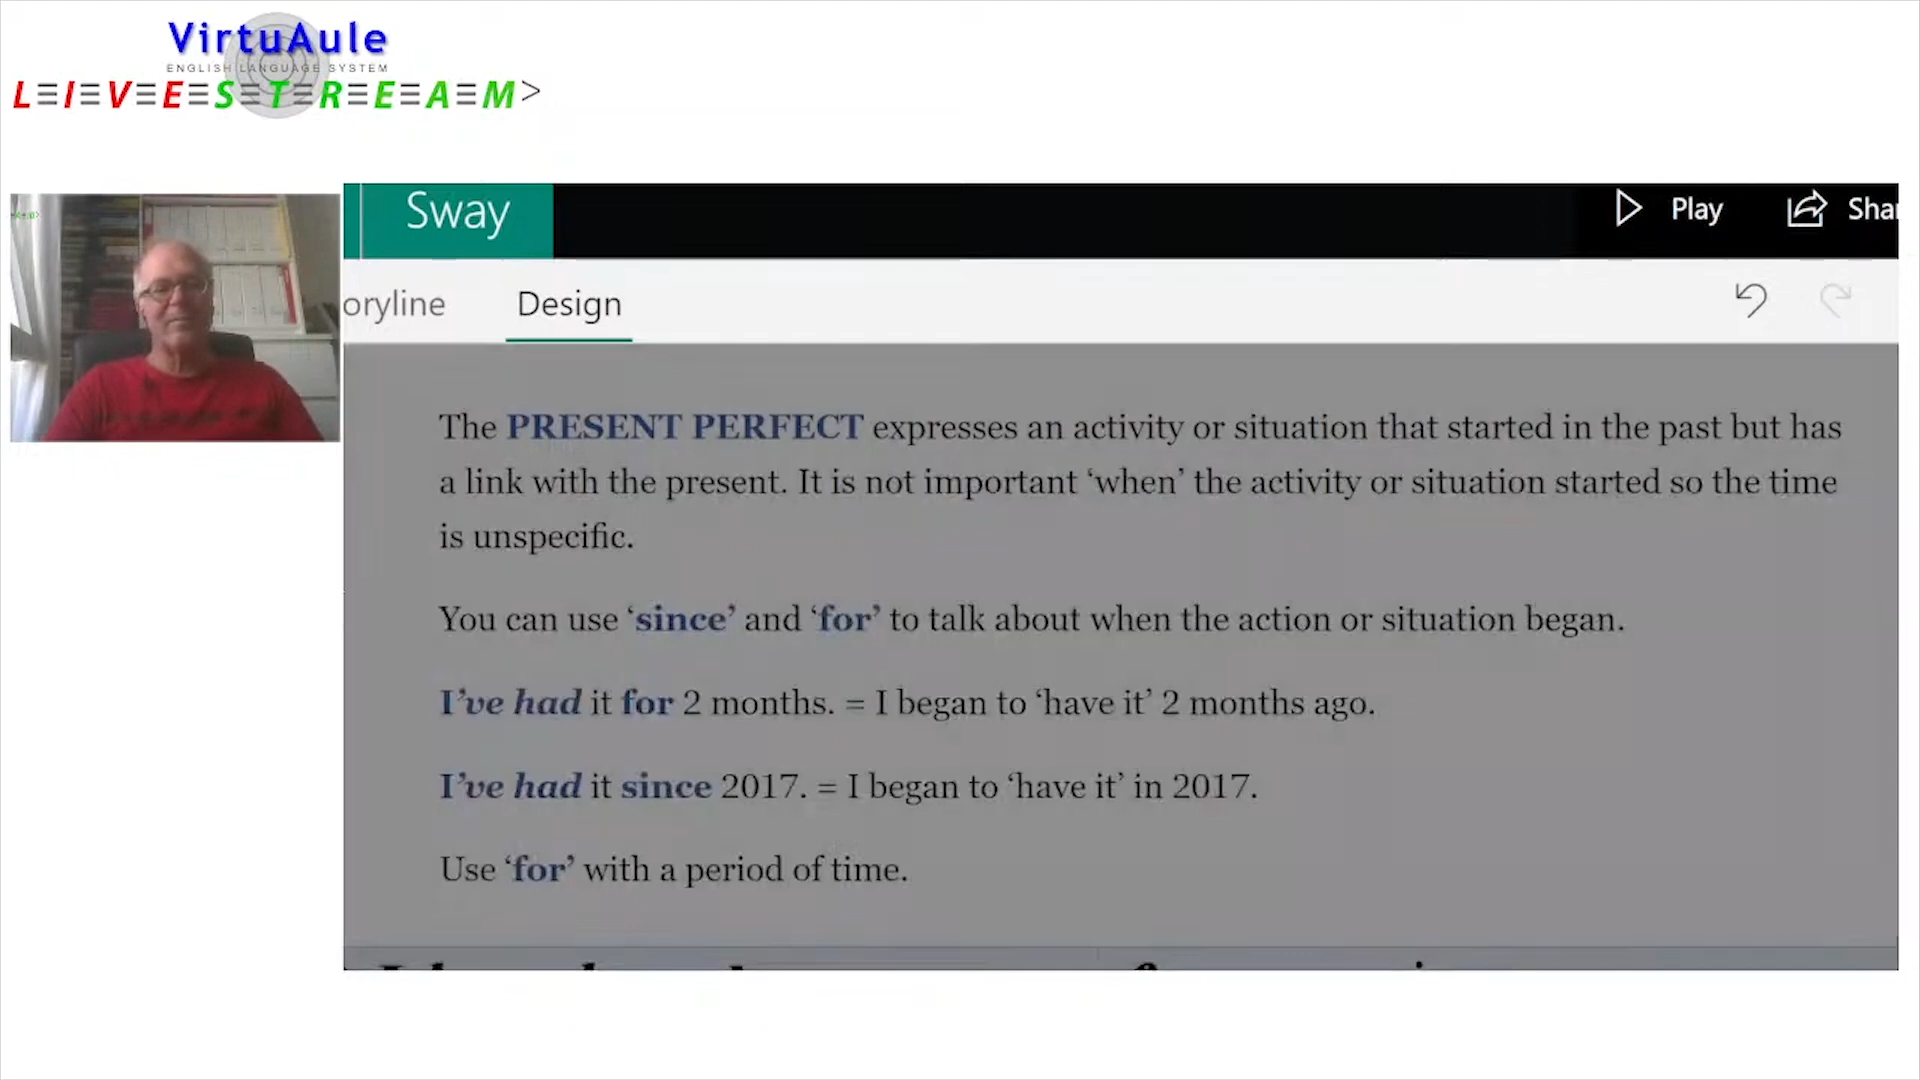 VirtuAule
ENGLISH LANGUAGE SYSTEM
L≡I≡V≡E≡S≡T≡R≡E≡A≡M>
Sway
Play
Shar
oryline
Design
The PRESENT PERFECT expresses an activity or situation that started in the past but has
a link with the present. It is not important ‘when’ the activity or situation started so the time
is unspecific.
You can use ‘since’ and ‘for’ to talk about when the action or situation began.
I’ve had it for 2 months. = I began to ‘have it’ 2 months ago.
I’ve had it since 2017. = I began to ‘have it’ in 2017.
Use ‘for’ with a period of time.